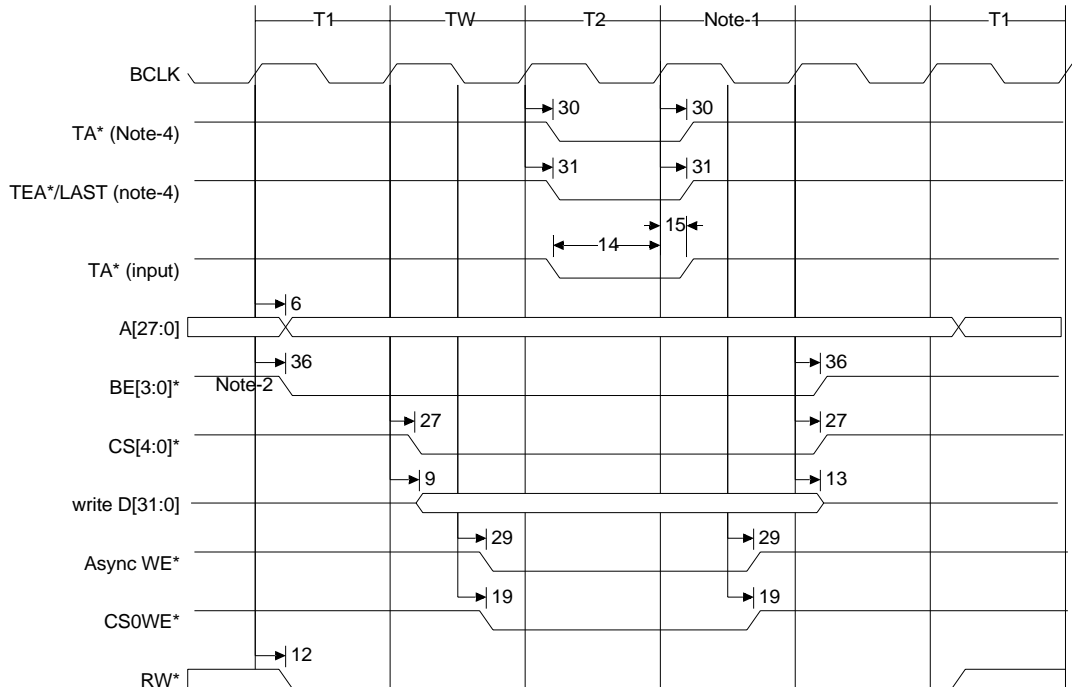 T1 TW T2 Note-1 T1
BCLK
30 30
TA* (Note-4)
31 31
TEA*/LAST (note-4)
15
14
TA* (input)
6
A[27:0]
36 36
BE[3:0]* Note-2
27 27
CS[4:0]*
9 13
write D[31:0]
29 29
Async WE*
19 19
CS0WE*
12
RW*